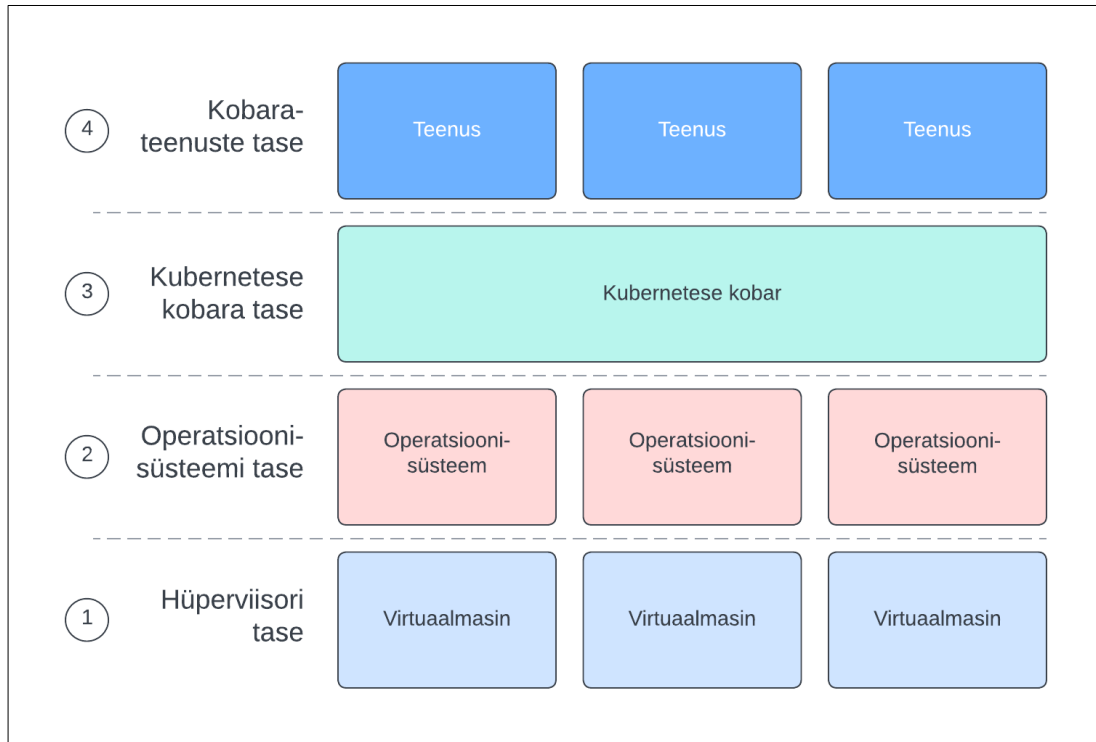 4
Kobara-
teenuste tase
Teenus
Teenus
Teenus
3
Kubernetese
kobara tase
Kubernetese kobar
2
Operatsiooni-
süsteemi tase
Operatsiooni-
süsteem
Operatsiooni-
süsteem
Operatsiooni-
süsteem
1
Hüperviisori
tase
Virtuaalmasin
Virtuaalmasin
Virtuaalmasin